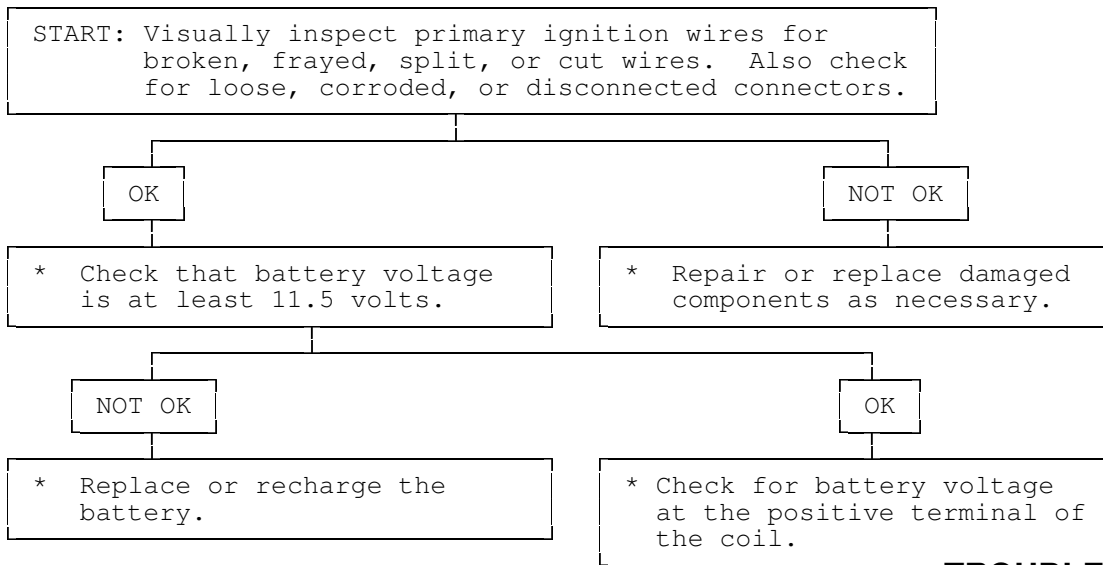 START: Visually inspect primary ignition wires for
broken, frayed, split, or cut wires. Also check
for loose, corroded, or disconnected connectors.
OK
NOT OK
* Check that battery voltage
is at least 11.5 volts.
* Repair or replace damaged
components as necessary.
NOT OK
OK
* Replace or recharge the
battery.
* Check for battery voltage
at the positive terminal of
the coil.